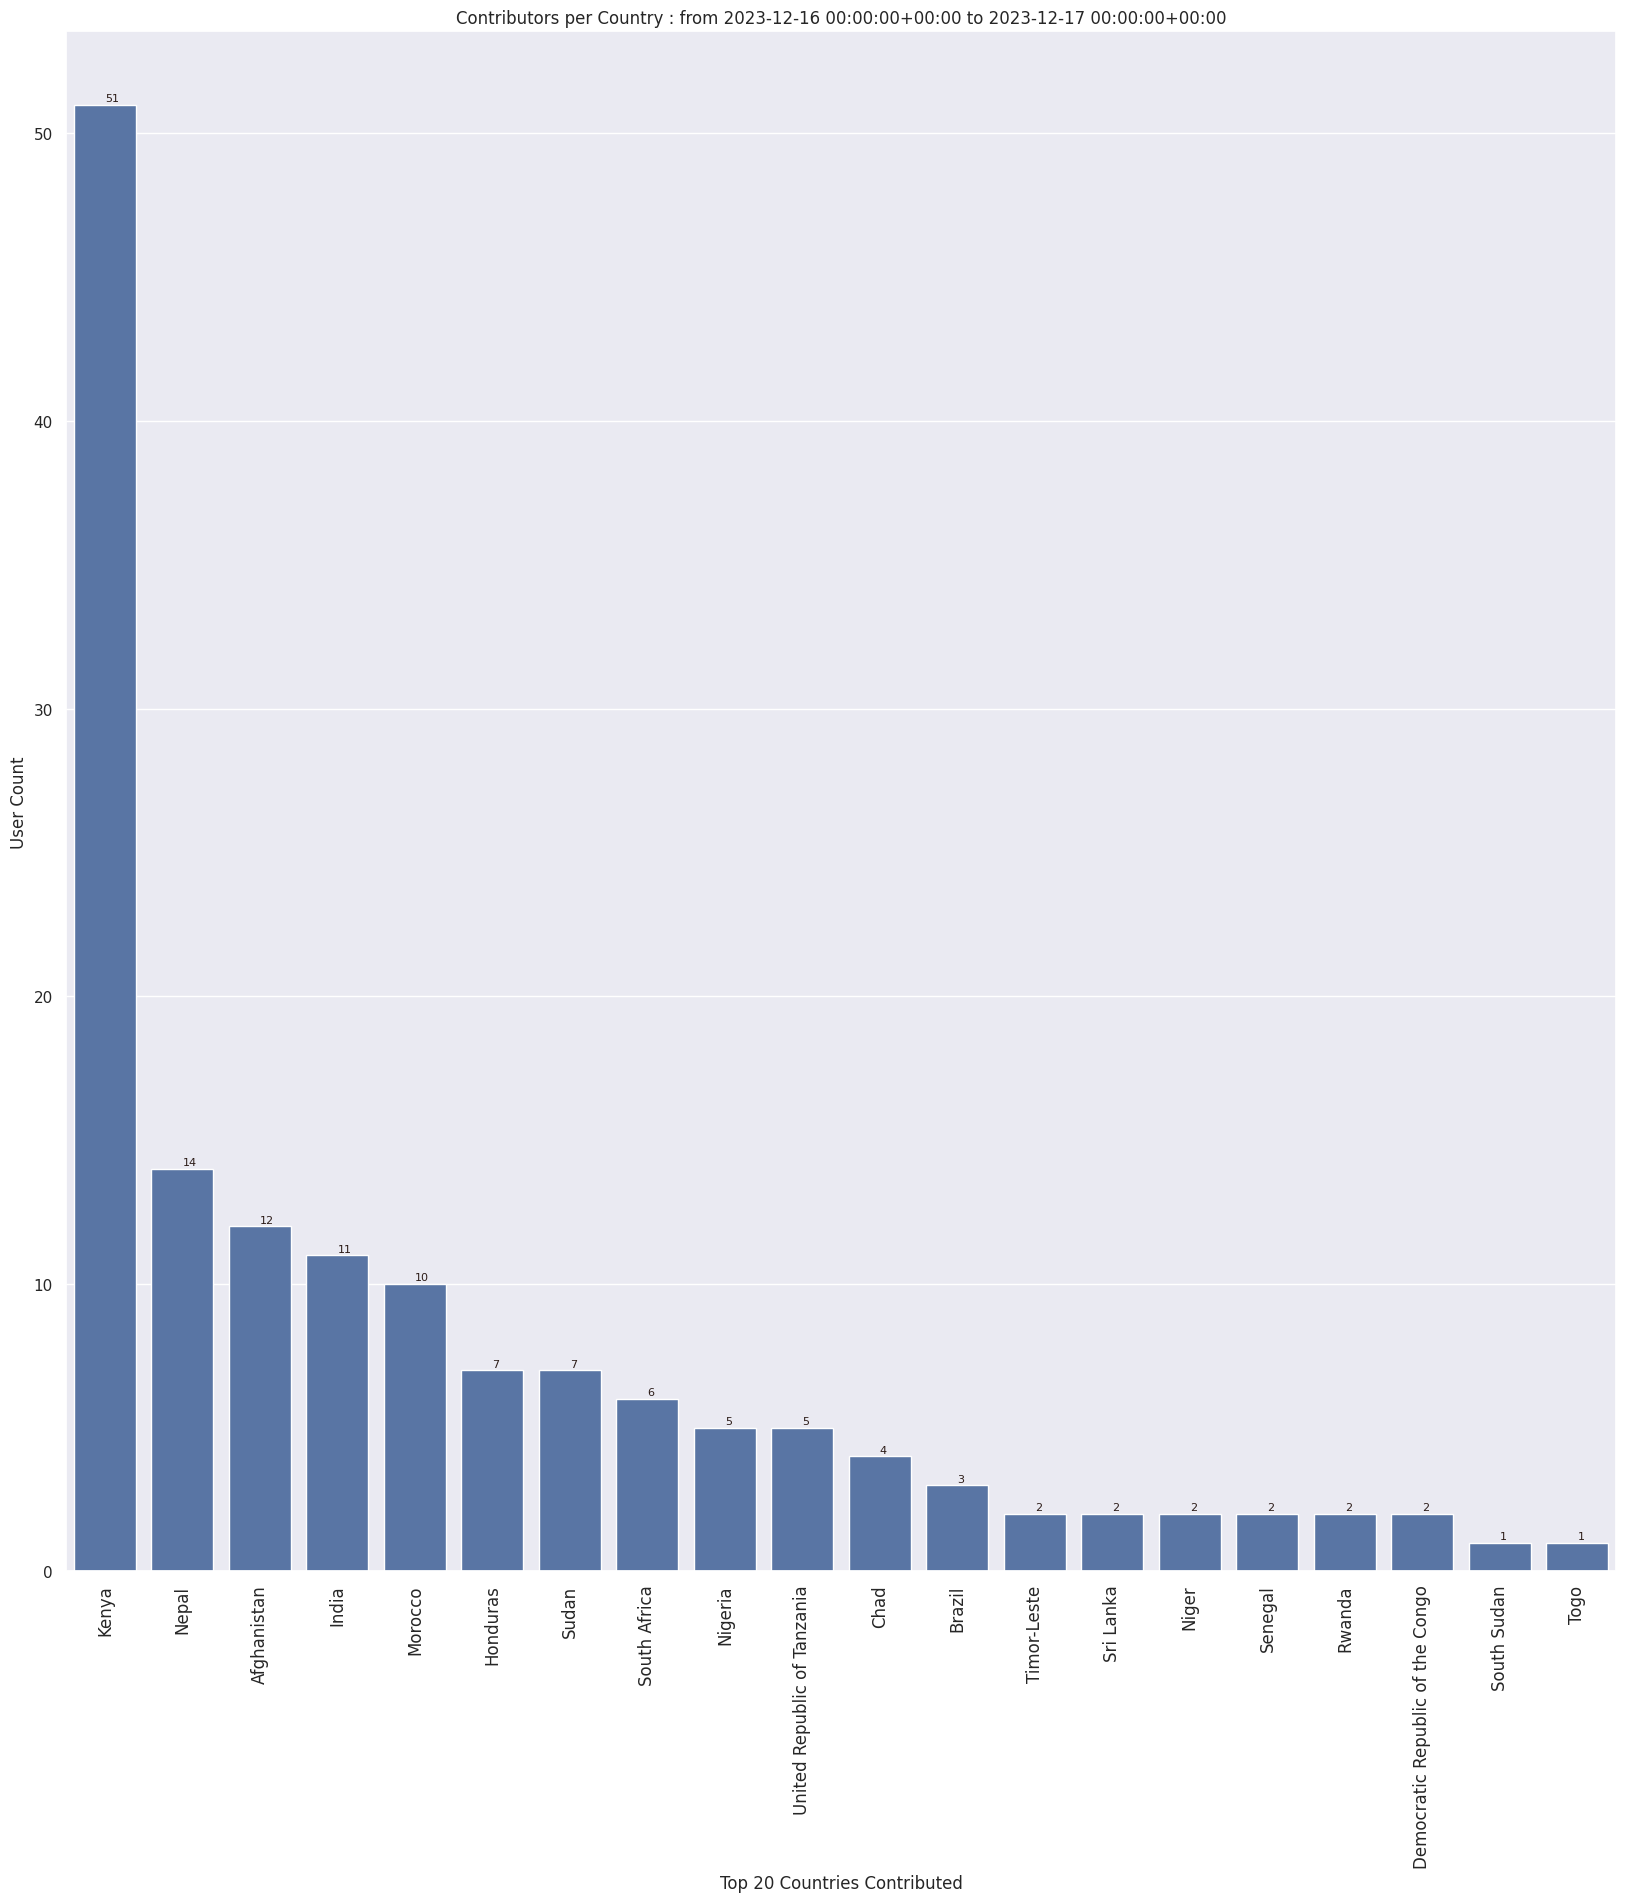 Contributors per Country : from 2023-12-16 00:00:00+00:00 to 2023-12-17 00:00:00+00:00
User Count
50
40
30
20
10
0
51
14
12
11
10
7
7
6
5
5
4
3
2
2
2
2
2
2
1
1
Kenya
Nepal
Afghanistan
India
Morocco
Honduras
Sudan
South Africa
Nigeria
United Republic of Tanzania
Chad
Brazil
Timor-Leste
Sri Lanka
Niger
Senegal
Rwanda
Democratic Republic of the Congo
South Sudan
Togo
Top 20 Countries Contributed